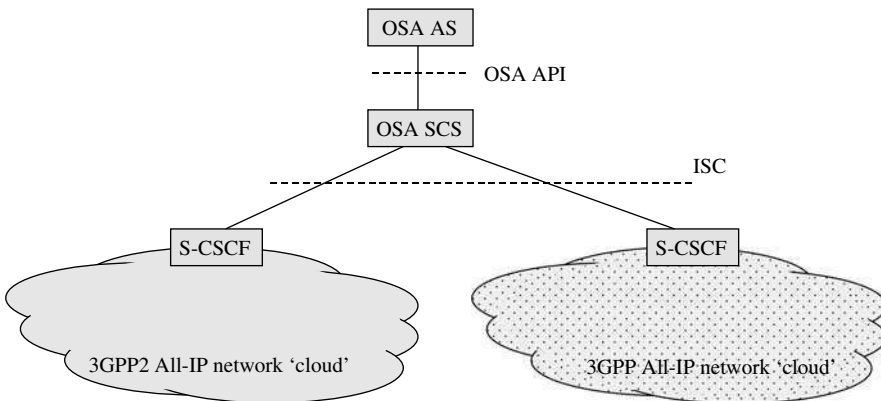 OSA AS
OSA API
OSA SCS
ISC
S-CSCF
S-CSCF
3GPP2 All-IP network ‘cloud’
3GPP All-IP network ‘cloud’